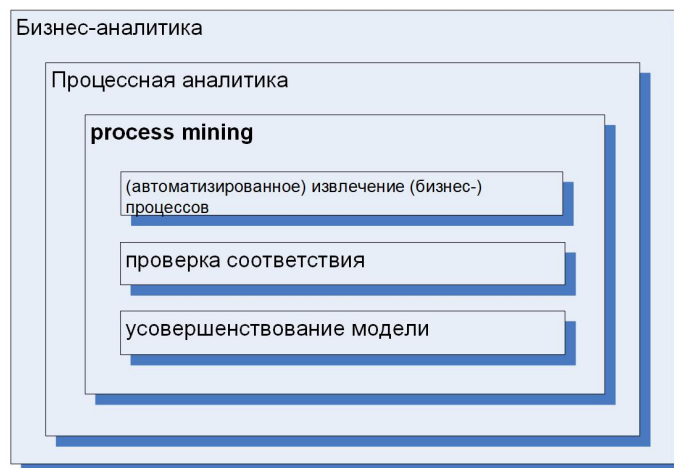 Бизнес-аналитика
Процессная аналитика
process mining
(автоматизированное) извлечение (бизнес-)
процессов
проверка соответствия
усовершенствование модели